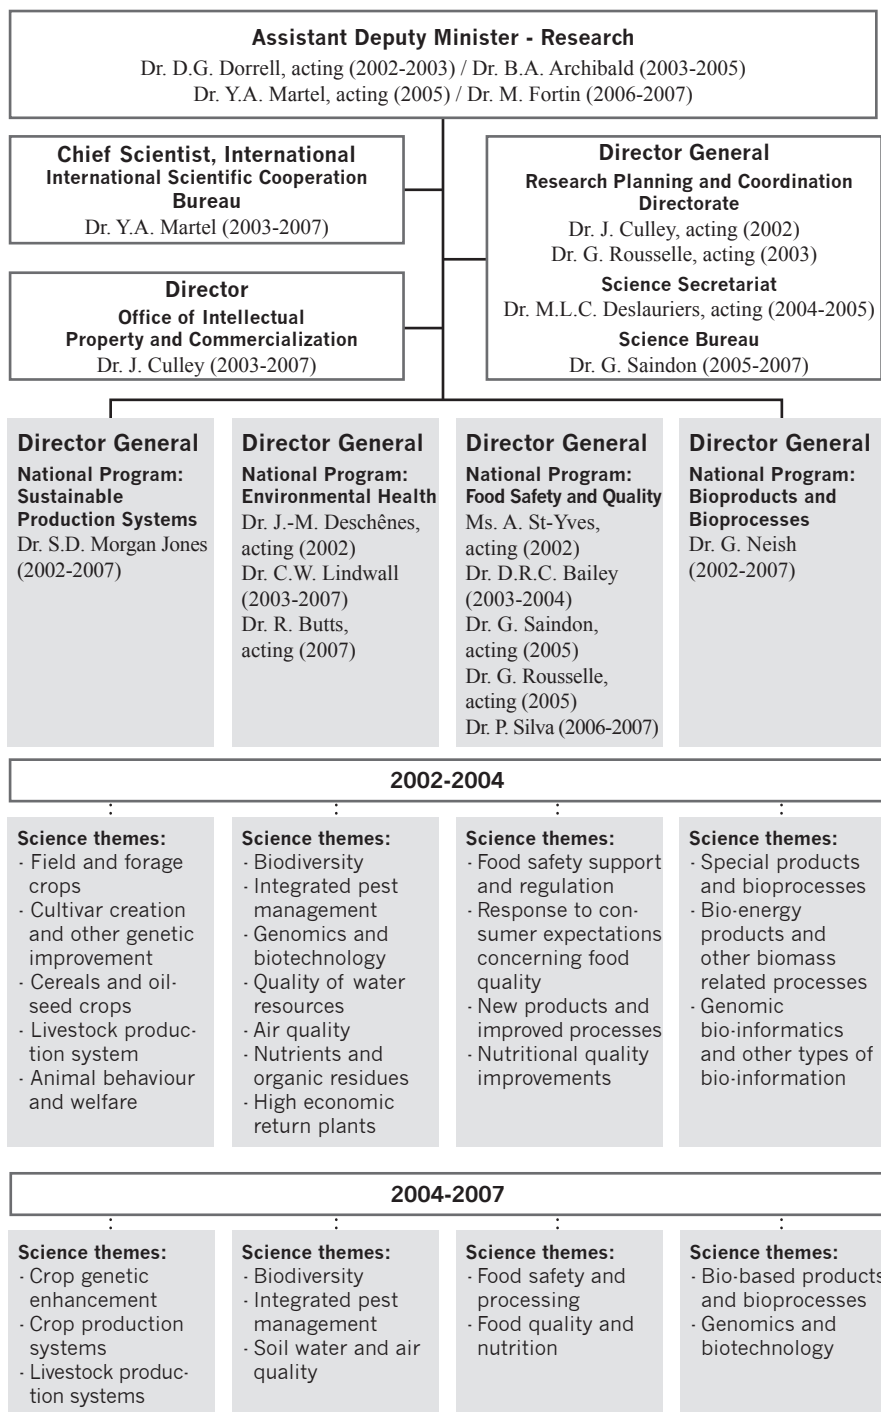 Assistant Deputy Minister - Research
Dr. D.G. Dorrell, acting (2002-2003) / Dr. B.A. Archibald (2003-2005)
Dr. Y.A. Martel, acting (2005) / Dr. M. Fortin (2006-2007)
Chief Scientist, International
International Scientific Cooperation
Bureau
Dr. Y.A. Martel (2003-2007)
Director General
Research Planning and Coordination
Directorate
Dr. J. Culley, acting (2002)
Dr. G. Rousselle, acting (2003)
Science Secretariat
Dr. M.L.C. Deslauriers, acting (2004-2005)
Science Bureau
Dr. G. Saindon (2005-2007)
Director
Office of Intellectual
Property and Commercialization
Dr. J. Culley (2003-2007)
Director General
National Program:
Sustainable
Production Systems
Dr. S.D. Morgan Jones
(2002-2007)
Director General
National Program:
Environmental Health
Dr. J.-M. Deschênes,
acting (2002)
Dr. C.W. Lindwall
(2003-2007)
Dr. R. Butts,
acting (2007)
Director General
National Program:
Food Safety and Quality
Ms. A. St-Yves,
acting (2002)
Dr. D.R.C. Bailey
(2003-2004)
Dr. G. Saindon,
acting (2005)
Dr. G. Rousselle,
acting (2005)
Dr. P. Silva (2006-2007)
Director General
National Program:
Bioproducts and
Bioprocesses
Dr. G. Neish
(2002-2007)
2002-2004
Science themes:
· Field and forage
crops
· Cultivar creation
and other genetic
improvement
· Cereals and oil-
seed crops
· Livestock produc-
tion system
· Animal behaviour
and welfare
Science themes:
· Biodiversity
· Integrated pest
management
· Genomics and
biotechnology
· Quality of water
resources
· Air quality
· Nutrients and
organic residues
· High economic
return plants
Science themes:
· Food safety support
and regulation
· Response to con-
sumer expectations
concerning food
quality
· New products and
improved processes
· Nutritional quality
improvements
Science themes:
· Special products
and bioprocesses
· Bio-energy
products and
other biomass
related processes
· Genomic
bio-informatics
and other types of
bio-information
2004-2007
Science themes:
· Crop genetic
enhancement
· Crop production
systems
· Livestock produc-
tion systems
Science themes:
· Biodiversity
· Integrated pest
management
· Soil water and air
quality
Science themes:
· Food safety and
processing
· Food quality and
nutrition
Science themes:
· Bio-based products
and bioprocesses
· Genomics and
biotechnology